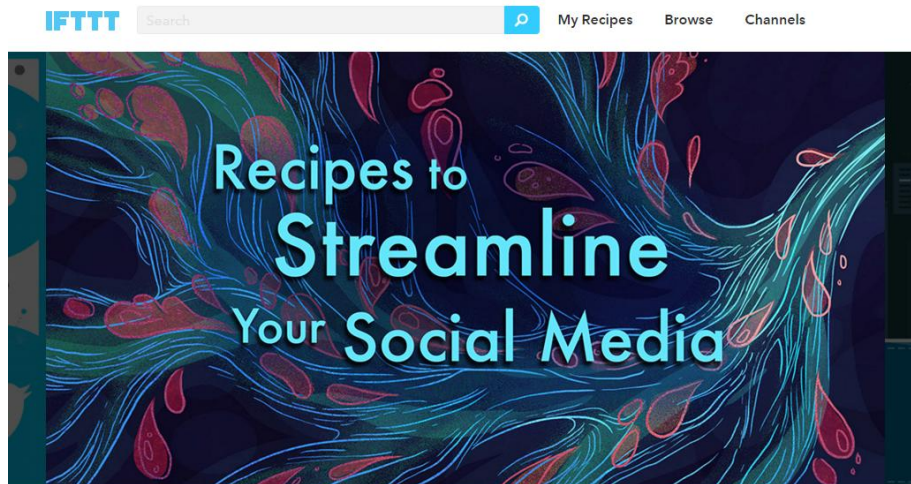 IFTTT Search My Recipes Browse Channels
Recipes to
Streamline
Your Social Media